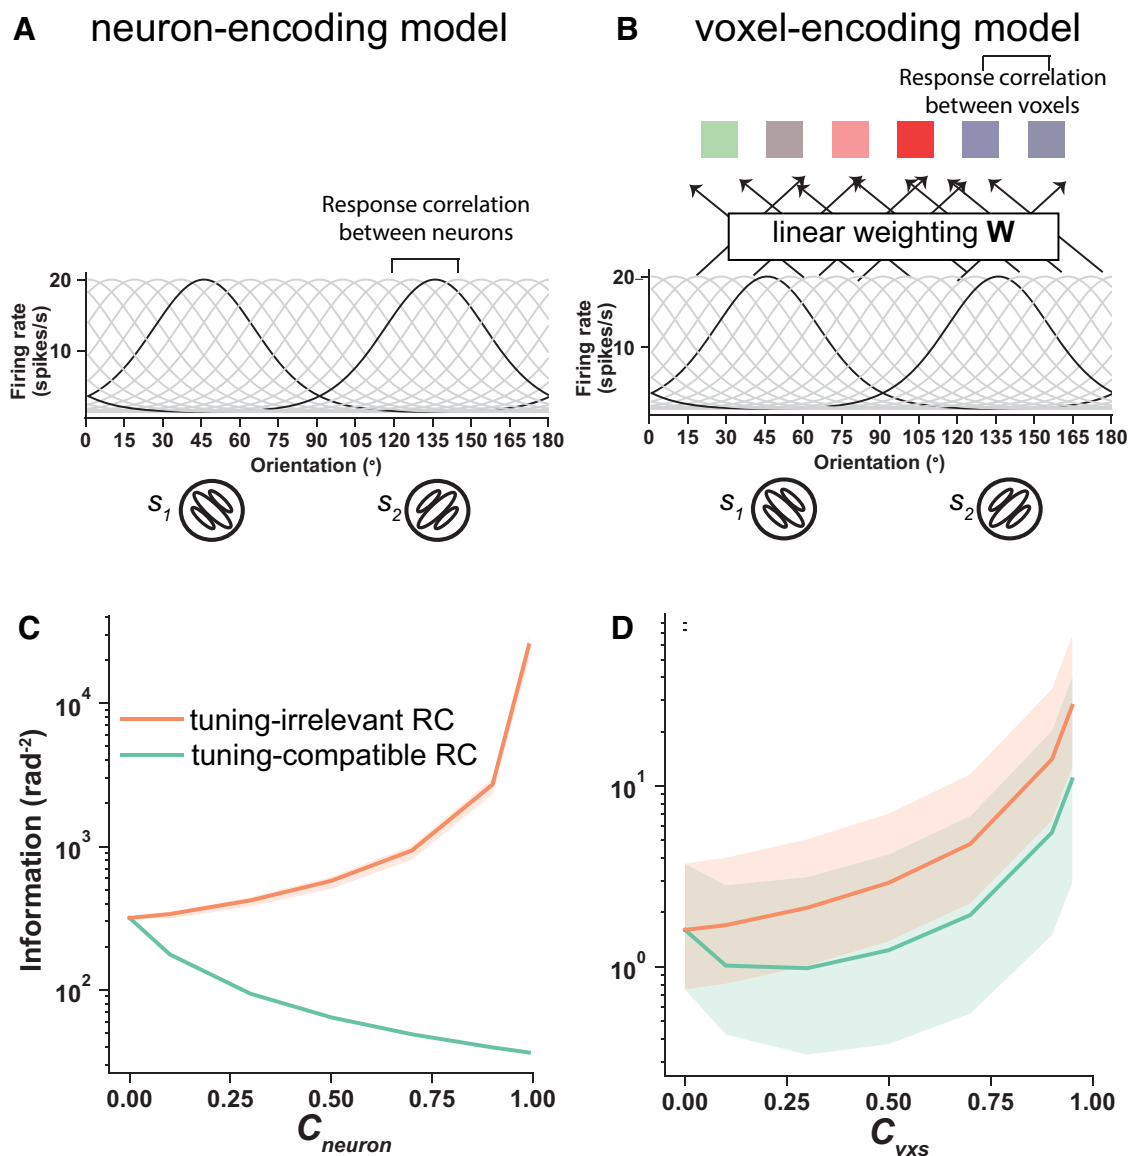 A neuron-encoding model
Response correlation
between neurons
20
10
Firing rate
(spikes/s)
0 15 30 45 60 75 90 105 120 135 150 165 180
Orientation (°)
s1
s2
B voxel-encoding model
Response correlation
between voxels
linear weighting W
20
10
Firing rate
(spikes/s)
0 15 30 45 60 75 90 105 120 135 150 165 180
Orientation (°)
s1
s2
C
tuning-irrelevant RC
tuning-compatible RC
10^4
10^3
10^2
Information (rad^-2)
0.00 0.25 0.50 0.75 1.00
C neuron
D
10^1
10^0
0.00 0.25 0.50 0.75 1.00
C vxs